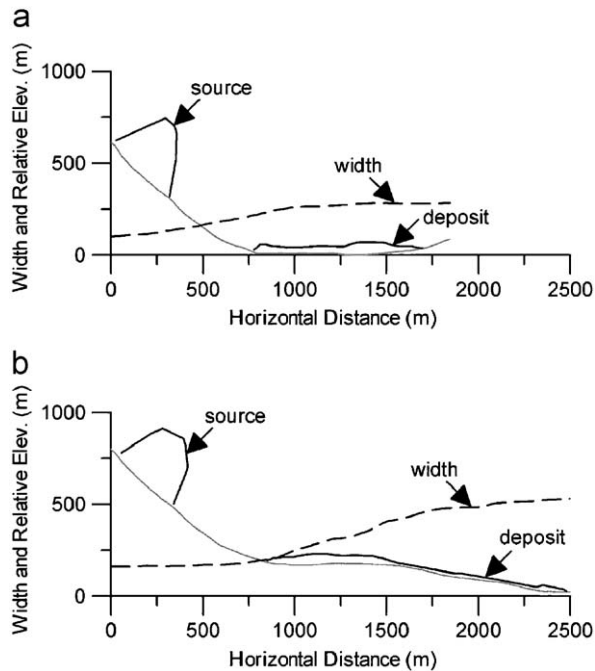 a
Width and Relative Elev. (m)
1000
500
0
source
width
deposit
0 500 1000 1500 2000 2500
Horizontal Distance (m)
b
Width and Relative Elev. (m)
1000
500
0
source
width
deposit
0 500 1000 1500 2000 2500
Horizontal Distance (m)